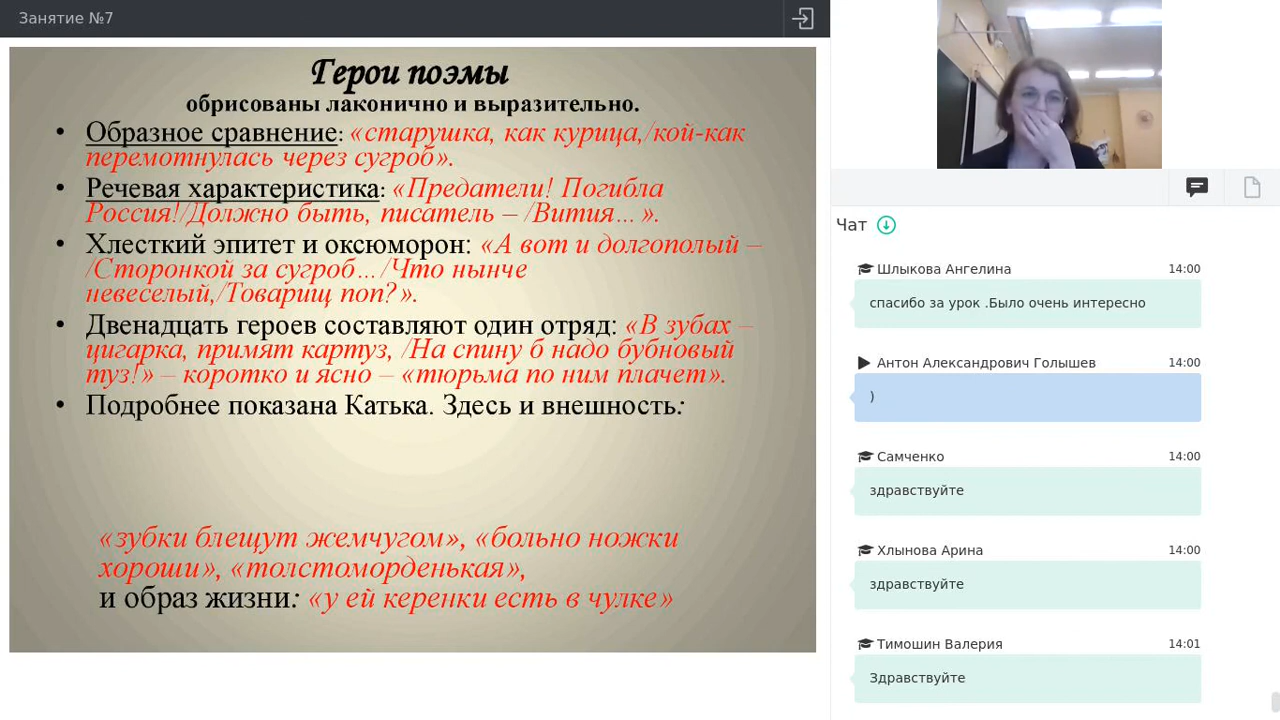 Занятие №7
Герои поэмы
обрисованы лаконично и выразительно.
• Образное сравнение: «старушка, как курица,/кой-как
перемотнулась через сугроб».
• Речевая характеристика: «Предатели! Погибла
Россия!/Должно быть, писатель – /Вития…».
• Хлесткий эпитет и оксюморон: «А вот и долгополый –
/Сторонкой за сугроб…/Что нынче
невеселый,/Товарищ поп?».
• Двенадцать героев составляют один отряд: «В зубах –
цигарка, примят картуз, /На спину б надо бубновый
туз!» – коротко и ясно – «тюрьма по ним плачет».
• Подробнее показана Катька. Здесь и внешность:
«зубки блещут жемчугом», «больно ножки
хороши», «толстоморденькая»,
и образ жизни: «у ей керенки есть в чулке»
Чат
Шлыкова Ангелина 14:00
спасибо за урок .Было очень интересно
Антон Александрович Голышев 14:00
)
Самченко 14:00
здравствуйте
Хлынова Арина 14:00
здравствуйте
Тимошин Валерия 14:01
Здравствуйте